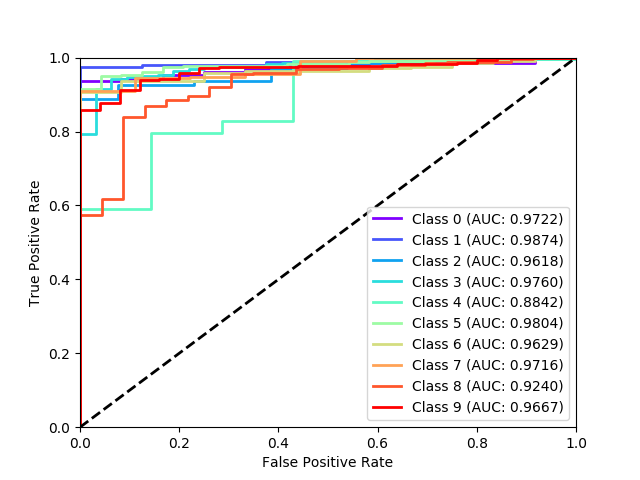 1.0
0.8
0.6
0.4
0.2
0.0
True Positive Rate
Class 0 (AUC: 0.9722)
Class 1 (AUC: 0.9874)
Class 2 (AUC: 0.9618)
Class 3 (AUC: 0.9760)
Class 4 (AUC: 0.8842)
Class 5 (AUC: 0.9804)
Class 6 (AUC: 0.9629)
Class 7 (AUC: 0.9716)
Class 8 (AUC: 0.9240)
Class 9 (AUC: 0.9667)
0.0 0.2 0.4 0.6 0.8 1.0
False Positive Rate